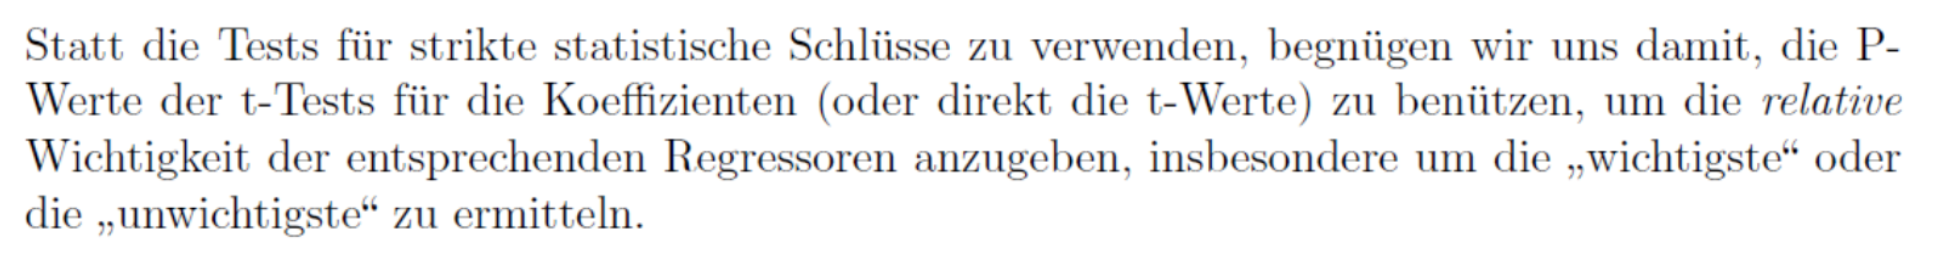 Statt die Tests für strikte statistische Schlüsse zu verwenden, begnügen wir uns damit, die P-
Werte der t-Tests für die Koeffizienten (oder direkt die t-Werte) zu benützen, um die relative
Wichtigkeit der entsprechenden Regressoren anzugeben, insbesondere um die „wichtigste“ oder
die „unwichtigste“ zu ermitteln.